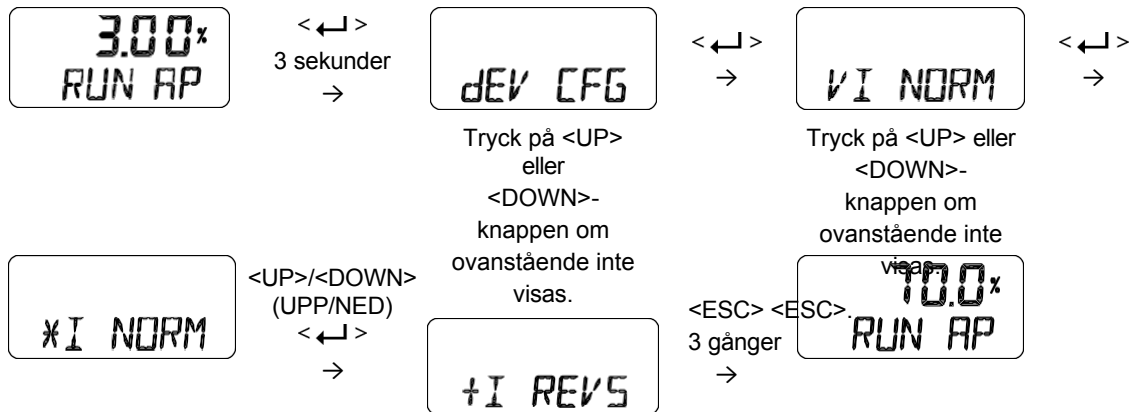 3.00%
RUN AP
< ↵ >
3 sekunder
→
dEV CFG
Tryck på <UP>
eller
<DOWN>-
knappen om
ovanstående inte
visas.
< ↵ >
→
VI NORM
Tryck på <UP> eller
<DOWN>-
knappen om
ovanstående inte
visas.
< ↵ >
→
*I NORM
<UP>/<DOWN>
(UPP/NED)
< ↵ >
→
+I REVS
<ESC> <ESC>.
3 gånger
→
70.0%
RUN AP